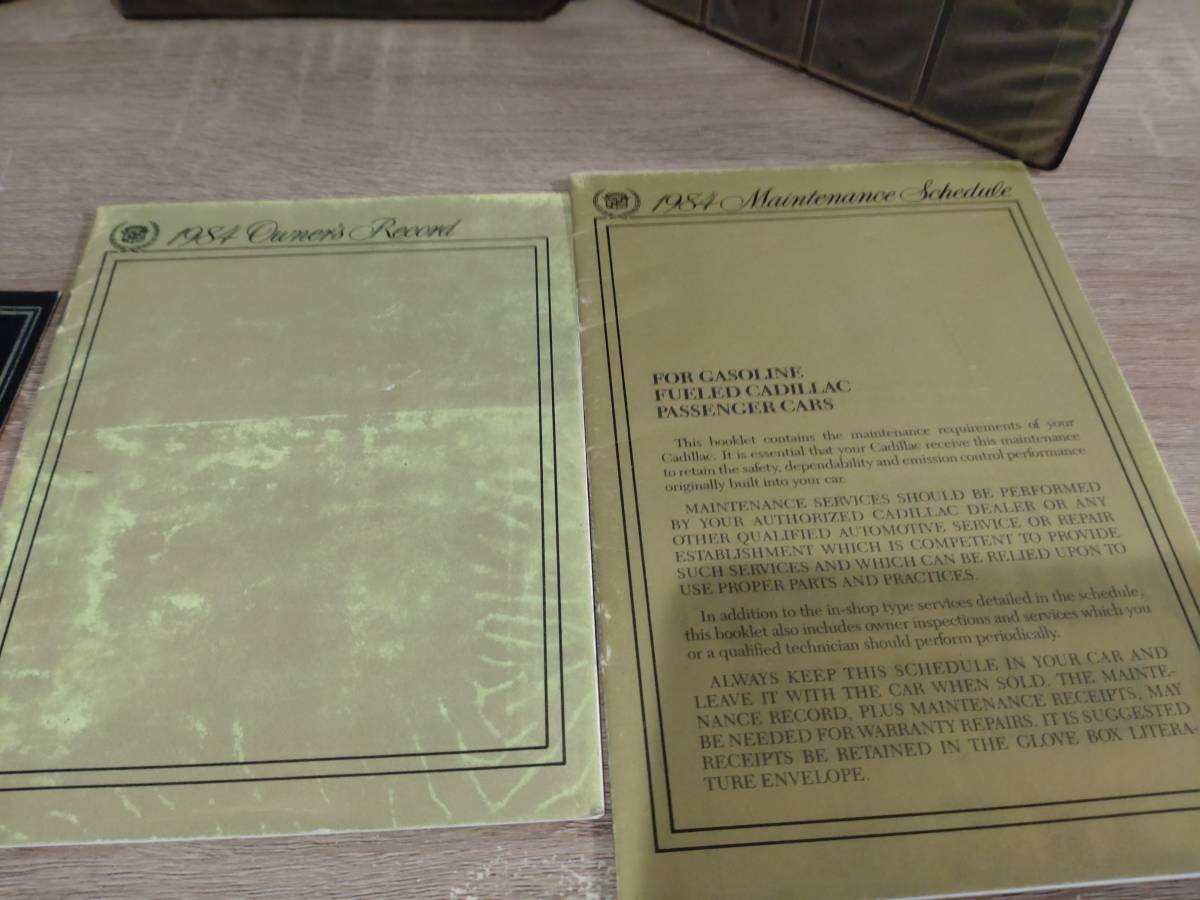 1984 Owner's Record
1984 Maintenance Schedule
FOR GASOLINE
FUELED CADILLAC
PASSENGER CARS
This booklet contains the maintenance requirements of your
Cadillac. It is essential that your Cadillac receive this maintenance
to retain the safety, dependability and emission control performance
originally built into your car.
MAINTENANCE SERVICES SHOULD BE PERFORMED
BY YOUR AUTHORIZED CADILLAC DEALER OR ANY
OTHER QUALIFIED AUTOMOTIVE SERVICE OR REPAIR
ESTABLISHMENT WHICH IS COMPETENT TO PROVIDE
SUCH SERVICES AND WHICH CAN BE RELIED UPON TO
USE PROPER PARTS AND PRACTICES.
In addition to the in-shop type services detailed in the schedule,
this booklet also includes owner inspections and services which you
or a qualified technician should perform periodically.
ALWAYS KEEP THIS SCHEDULE IN YOUR CAR AND
LEAVE IT WITH THE CAR WHEN SOLD. THE MAINTE-
NANCE RECORD, PLUS MAINTENANCE RECEIPTS, MAY
BE NEEDED FOR WARRANTY REPAIRS. IT IS SUGGESTED
RECEIPTS BE RETAINED IN THE GLOVE BOX LITERA-
TURE ENVELOPE.